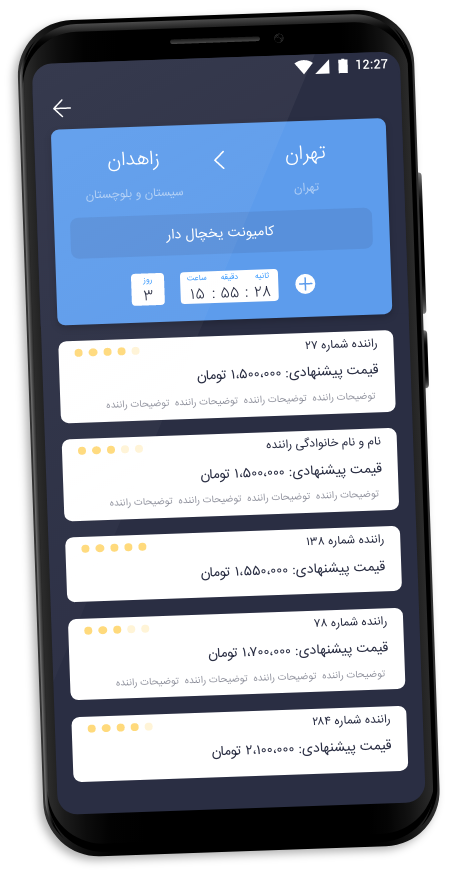 12:27
تهران
زاهدان
تهران
سیستان و بلوچستان
کامیونت یخچال دار
ثانیه
دقیقه
ساعت
روز
۱۵ : ۵۵ : ۲۸
۳
راننده شماره ۲۷
قیمت پیشنهادی: ۱،۵۰۰،۰۰۰ تومان
توضیحات راننده توضیحات راننده توضیحات راننده توضیحات راننده
نام و نام خانوادگی راننده
قیمت پیشنهادی: ۱،۵۰۰،۰۰۰ تومان
توضیحات راننده توضیحات راننده توضیحات راننده توضیحات راننده
راننده شماره ۱۳۸
قیمت پیشنهادی: ۱،۵۵۰،۰۰۰ تومان
راننده شماره ۷۸
قیمت پیشنهادی: ۱،۷۰۰،۰۰۰ تومان
توضیحات راننده توضیحات راننده توضیحات راننده توضیحات راننده
راننده شماره ۲۸۴
قیمت پیشنهادی: ۲،۱۰۰،۰۰۰ تومان